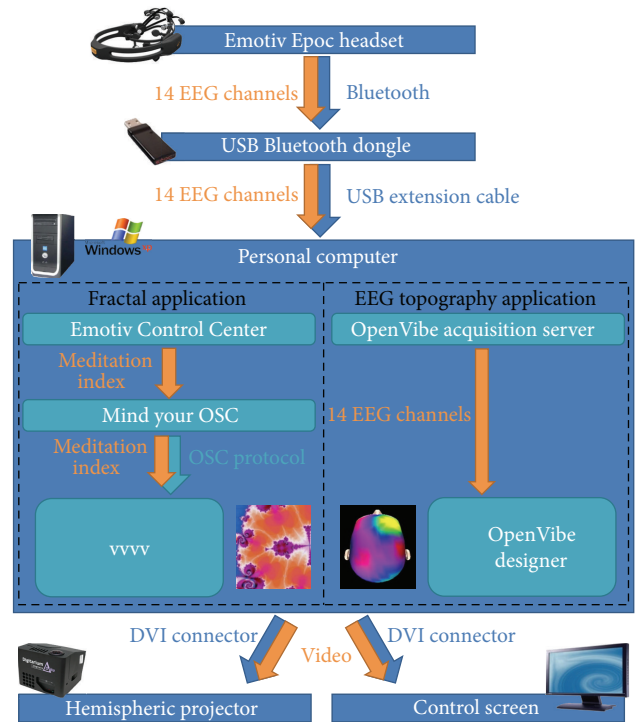 Emotiv Epoc headset
14 EEG channels
Bluetooth
USB Bluetooth dongle
14 EEG channels
USB extension cable
Windows
Personal computer
Fractal application
EEG topography application
Emotiv Control Center
OpenVibe acquisition server
Meditation
index
Mind your OSC
14 EEG channels
Meditation
index
OSC protocol
vvvv
OpenVibe
designer
DVI connector
DVI connector
Video
Digitarium
Hemispheric projector
Control screen